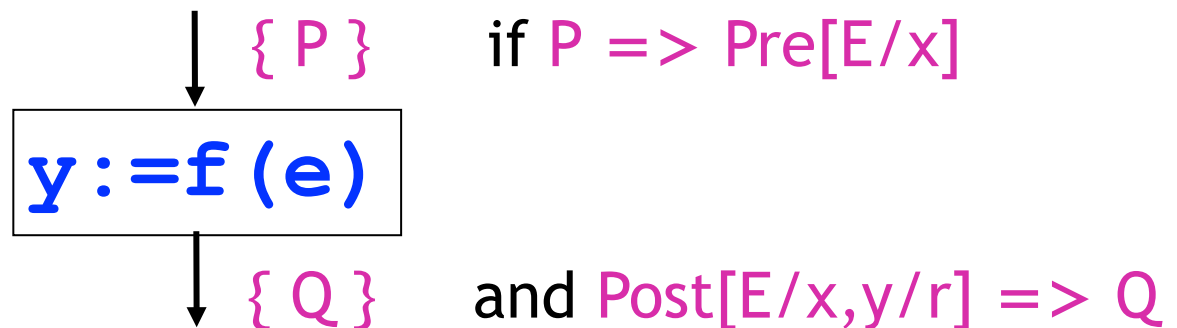 { P } if P => Pre[E/x]
y:=f(e)
{ Q } and Post[E/x,y/r] => Q